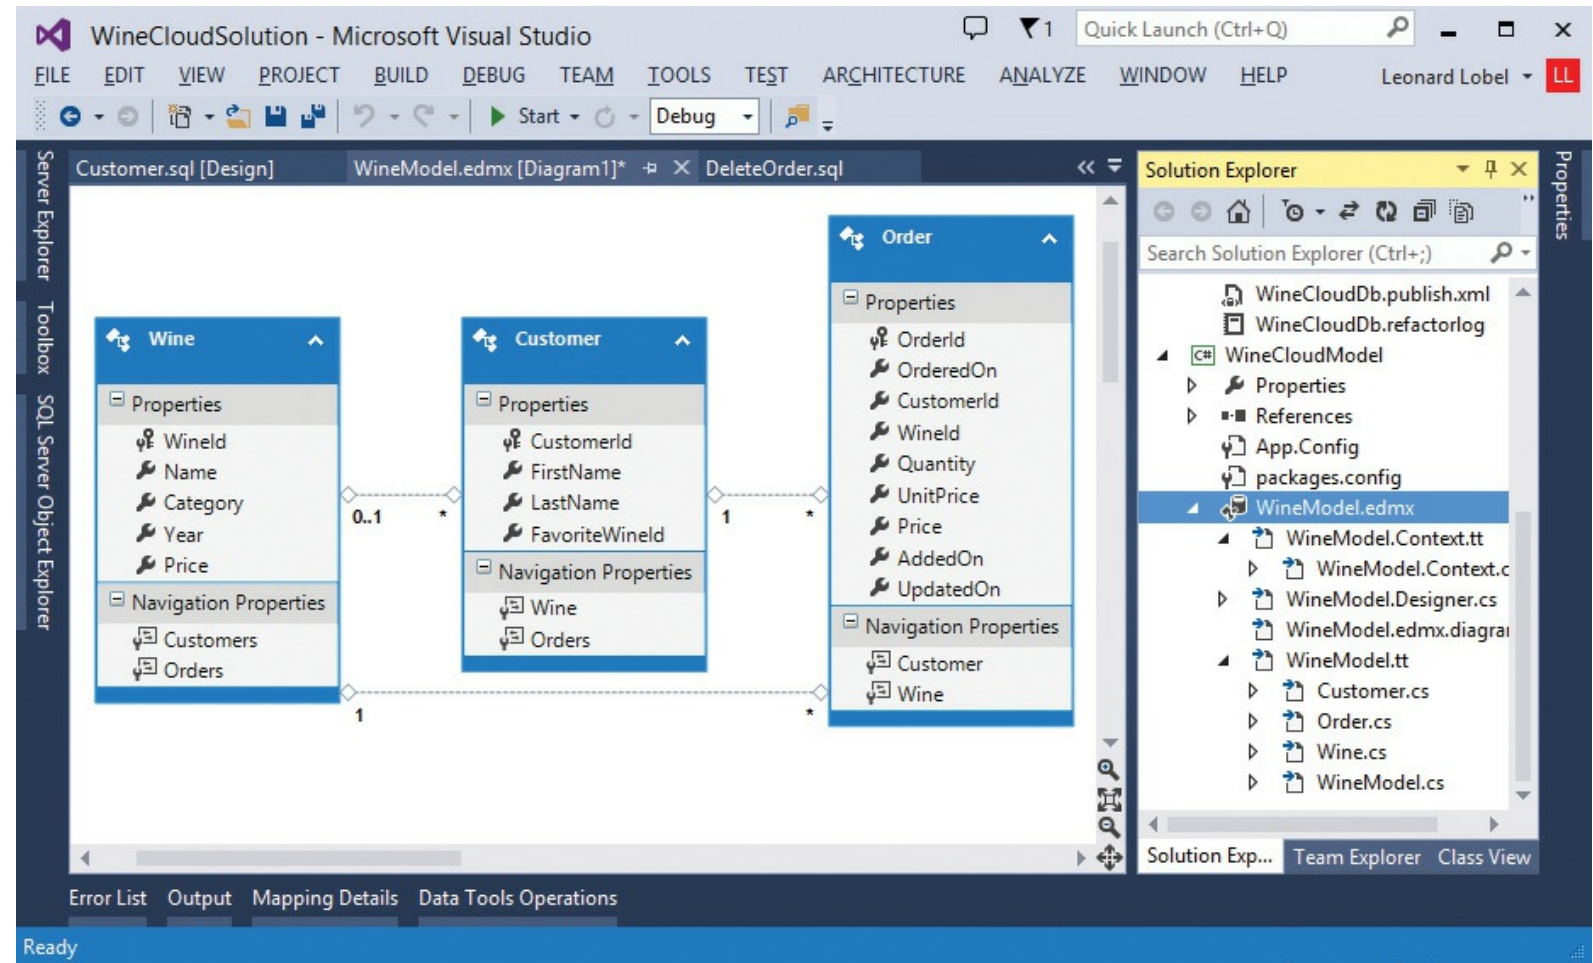 WineCloudSolution - Microsoft Visual Studio
1
Quick Launch (Ctrl+Q)
FILE EDIT VIEW PROJECT BUILD DEBUG TEAM TOOLS TEST ARCHITECTURE ANALYZE WINDOW HELP
Leonard Lobel
LL
Start
Debug
Server Explorer
Toolbox
SQL Server Object Explorer
Customer.sql [Design]
WineModel.edmx [Diagram1]*
DeleteOrder.sql
Wine
Properties
WineId
Name
Category
Year
Price
Navigation Properties
Customers
Orders
0..1
*
Customer
Properties
CustomerId
FirstName
LastName
FavoriteWineId
Navigation Properties
Wine
Orders
1
*
Order
Properties
OrderId
OrderedOn
CustomerId
WineId
Quantity
UnitPrice
Price
AddedOn
UpdatedOn
Navigation Properties
Customer
Wine
1
*
Solution Explorer
Search Solution Explorer (Ctrl+;)
WineCloudDb.publish.xml
WineCloudDb.refactorlog
C# WineCloudModel
Properties
References
App.Config
packages.config
WineModel.edmx
WineModel.Context.tt
WineModel.Context.c
WineModel.Designer.cs
WineModel.edmx.diagra
WineModel.tt
Customer.cs
Order.cs
Wine.cs
WineModel.cs
Solution Exp...
Team Explorer
Class View
Properties
Error List
Output
Mapping Details
Data Tools Operations
Ready